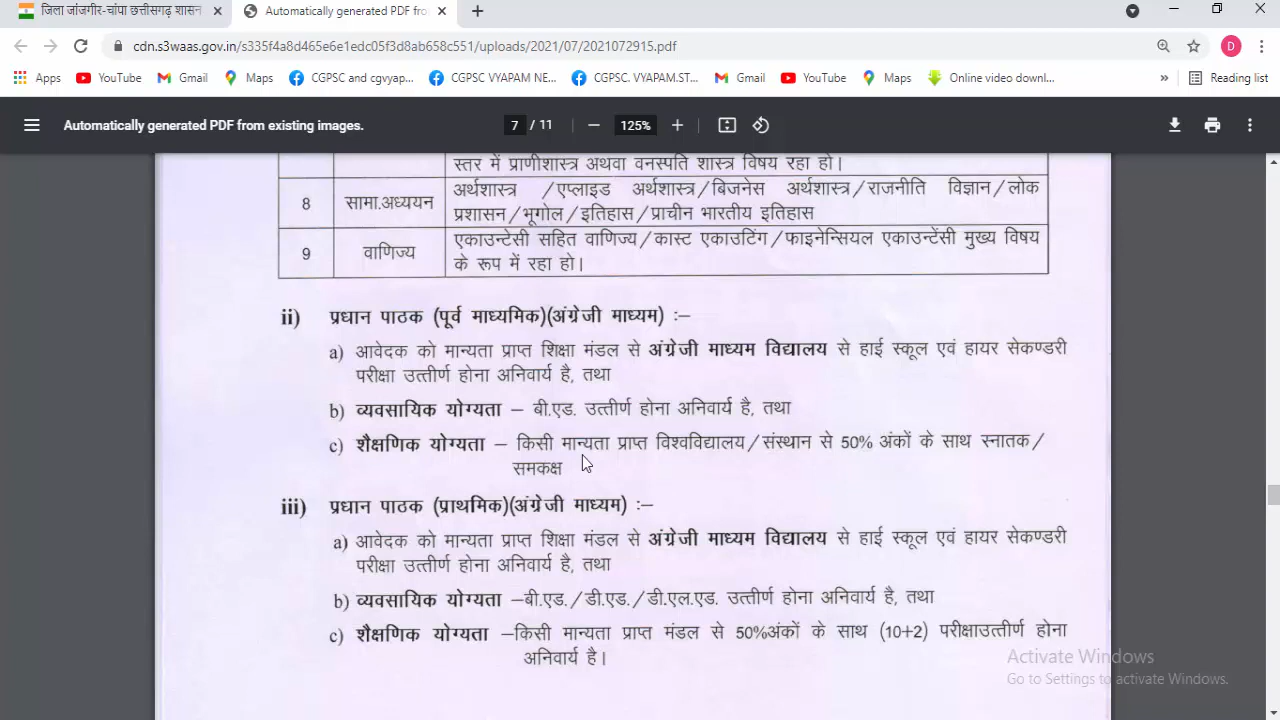 जिला जांजगीर-चांपा छत्तीसगढ़ शासन
Automatically generated PDF from
cdn.s3waas.gov.in/s335f4a8d465e6e1edc05f3d8ab658c551/uploads/2021/07/2021072915.pdf
D
Apps YouTube Gmail Maps CGPSC and cgvyap... CGPSC VYAPAM NE... CGPSC. VYAPAM.ST... Gmail YouTube Maps Online video downl... » Reading list
Automatically generated PDF from existing images. 7 / 11 125%
स्तर में प्राणीशास्त्र अथवा वनस्पति शास्त्र विषय रहा हो।
8 सामा.अध्ययन अर्थशास्त्र /एप्लाइड अर्थशास्त्र/बिजनेस अर्थशास्त्र/राजनीति विज्ञान/लोक
प्रशासन/भूगोल/इतिहास/प्राचीन भारतीय इतिहास
9 वाणिज्य एकाउन्टेसी सहित वाणिज्य/कास्ट एकाउटिंग/फाइनेन्सियल एकाउन्टेंसी मुख्य विषय
के रूप में रहा हो।
ii) प्रधान पाठक (पूर्व माध्यमिक)(अंग्रेजी माध्यम) :–
a) आवेदक को मान्यता प्राप्त शिक्षा मंडल से अंग्रेजी माध्यम विद्यालय से हाई स्कूल एवं हायर सेकण्डरी
परीक्षा उत्तीर्ण होना अनिवार्य है, तथा
b) व्यवसायिक योग्यता – बी.एड. उत्तीर्ण होना अनिवार्य है, तथा
c) शैक्षणिक योग्यता – किसी मान्यता प्राप्त विश्वविद्यालय/संस्थान से 50% अंकों के साथ स्नातक/
समकक्ष
iii) प्रधान पाठक (प्राथमिक)(अंग्रेजी माध्यम) :–
a) आवेदक को मान्यता प्राप्त शिक्षा मंडल से अंग्रेजी माध्यम विद्यालय से हाई स्कूल एवं हायर सेकण्डरी
परीक्षा उत्तीर्ण होना अनिवार्य है, तथा
b) व्यवसायिक योग्यता –बी.एड./डी.एड./डी.एल.एड. उत्तीर्ण होना अनिवार्य है, तथा
c) शैक्षणिक योग्यता –किसी मान्यता प्राप्त मंडल से 50%अंकों के साथ (10+2) परीक्षाउत्तीर्ण होना
अनिवार्य है।
Activate Windows
Go to Settings to activate Windows.